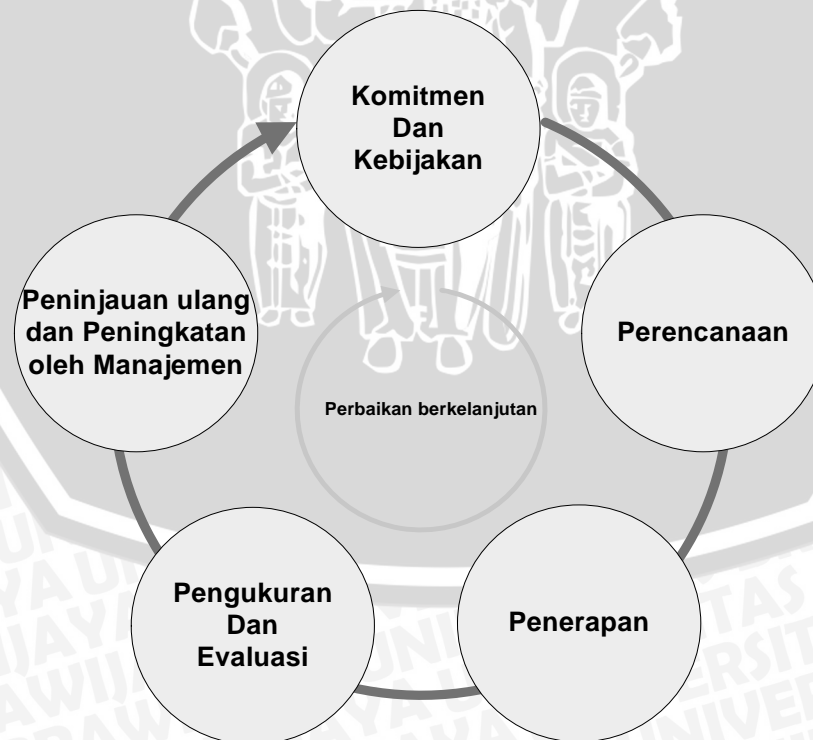 Komitmen
Dan
Kebijakan
Perencanaan
Penerapan
Pengukuran
Dan
Evaluasi
Peninjauan ulang
dan Peningkatan
oleh Manajemen
Perbaikan berkelanjutan